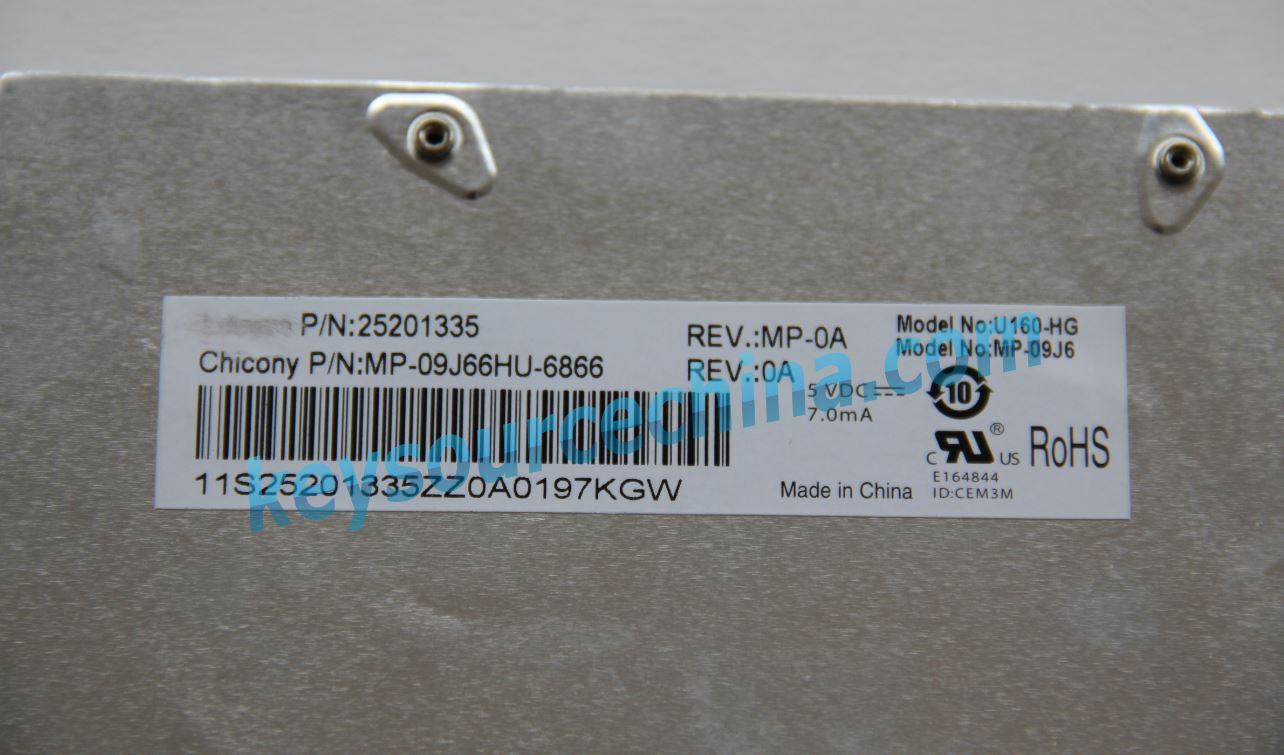 P/N:25201335
Chicony P/N:MP-09J66HU-6866
REV.:MP-0A
REV.:0A
Model No:U160-HG
Model No:MP-09J6
5 VDC
7.0mA
10
11S25201335ZZ0A0197KGW
Made in China
C RU ® US
E164844
ID:CEM3M
RoHS
keysourcechina.com